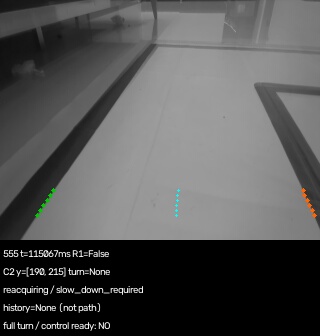 555 t=115067ms R1=False
C2 y=[190, 215] turn=None
reacquiring / slow_down_required
history=None (not path)
full turn / control ready: NO